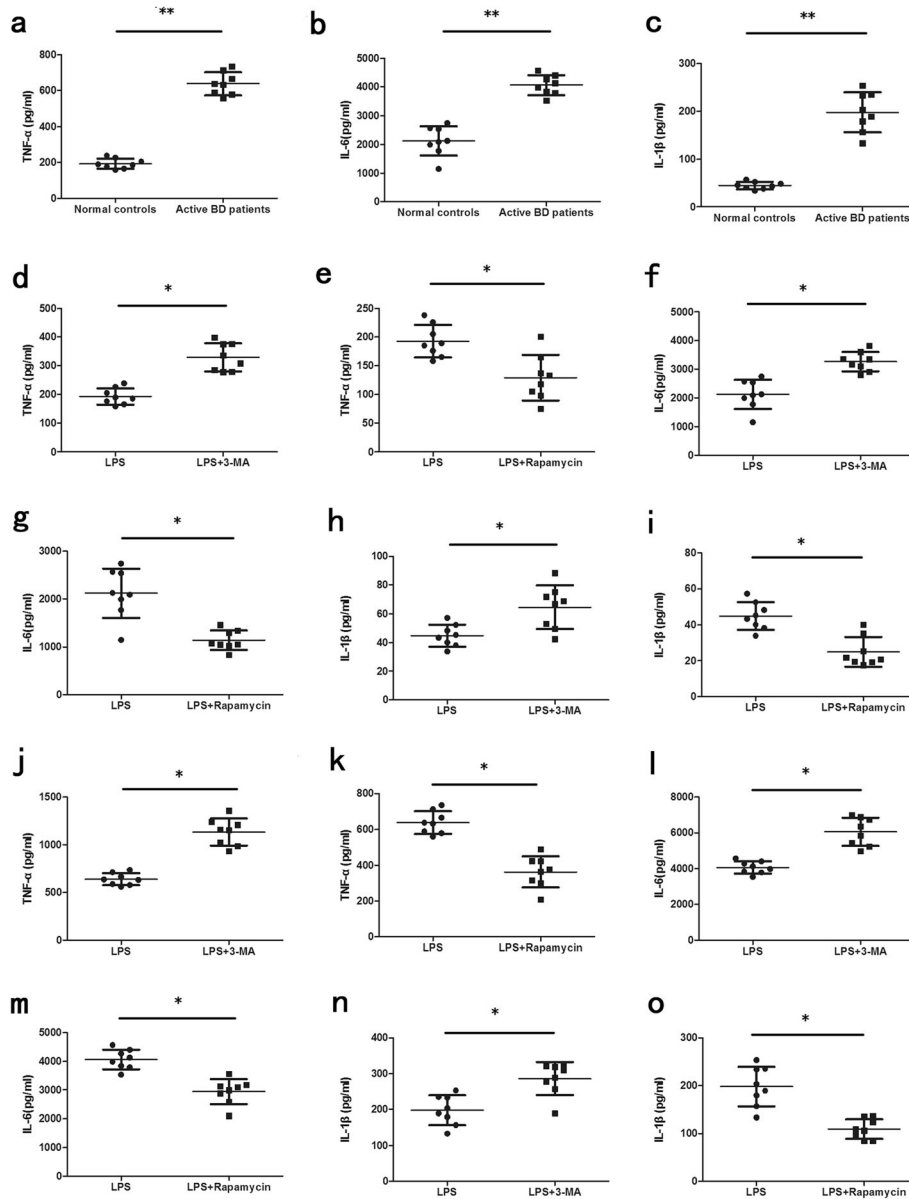 a
**
TNF-α (pg/ml)
800
600
400
200
0
Normal controls
Active BD patients
b
**
IL-6(pg/ml)
5000
4000
3000
2000
1000
0
Normal controls
Active BD patients
c
**
IL-1β (pg/ml)
300
200
100
0
Normal controls
Active BD patients
d
*
TNF-α (pg/ml)
500
400
300
200
100
0
LPS
LPS+3-MA
e
*
TNF-α (pg/ml)
250
200
150
100
50
0
LPS
LPS+Rapamycin
f
*
IL-6(pg/ml)
5000
4000
3000
2000
1000
0
LPS
LPS+3-MA
g
*
IL-6(pg/ml)
3000
2000
1000
0
LPS
LPS+Rapamycin
h
*
IL-1β (pg/ml)
100
80
60
40
20
0
LPS
LPS+3-MA
i
*
IL-1β (pg/ml)
80
60
40
20
0
LPS
LPS+Rapamycin
j
*
TNF-α (pg/ml)
1500
1000
500
0
LPS
LPS+3-MA
k
*
TNF-α (pg/ml)
800
600
400
200
0
LPS
LPS+Rapamycin
l
*
IL-6(pg/ml)
8000
6000
4000
2000
0
LPS
LPS+3-MA
m
*
IL-6(pg/ml)
5000
4000
3000
2000
1000
0
LPS
LPS+Rapamycin
n
*
IL-1β (pg/ml)
400
300
200
100
0
LPS
LPS+3-MA
o
*
IL-1β (pg/ml)
300
200
100
0
LPS
LPS+Rapamycin